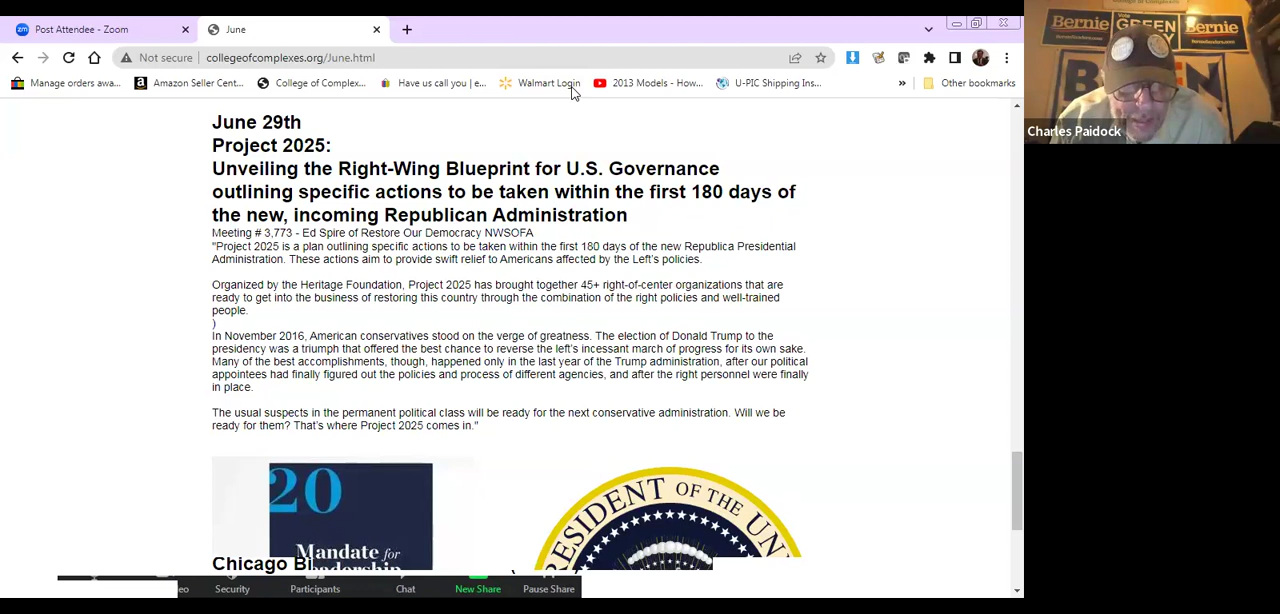 Post Attendee - Zoom
June
Not secure
collegeofcomplexes.org/June.html
Manage orders awa...
Amazon Seller Cent...
College of Complex...
Have us call you | e...
Walmart Login
2013 Models - How...
U-PIC Shipping Ins...
»
Other bookmarks
June 29th
Project 2025:
Unveiling the Right-Wing Blueprint for U.S. Governance
outlining specific actions to be taken within the first 180 days of
the new, incoming Republican Administration
Meeting # 3,773 - Ed Spire of Restore Our Democracy NWSOFA
"Project 2025 is a plan outlining specific actions to be taken within the first 180 days of the new Republica Presidential
Administration. These actions aim to provide swift relief to Americans affected by the Left's policies.
Organized by the Heritage Foundation, Project 2025 has brought together 45+ right-of-center organizations that are
ready to get into the business of restoring this country through the combination of the right policies and well-trained
people.
)
In November 2016, American conservatives stood on the verge of greatness. The election of Donald Trump to the
presidency was a triumph that offered the best chance to reverse the left's incessant march of progress for its own sake.
Many of the best accomplishments, though, happened only in the last year of the Trump administration, after our political
appointees had finally figured out the policies and process of different agencies, and after the right personnel were finally
in place.
The usual suspects in the permanent political class will be ready for the next conservative administration. Will we be
ready for them? That's where Project 2025 comes in."
20
Mandate for
PRESIDENT OF THE UN
Chicago
Security
Participants
Chat
New Share
Pause Share
Bernie
GREEN
Bernie
Charles Paidock